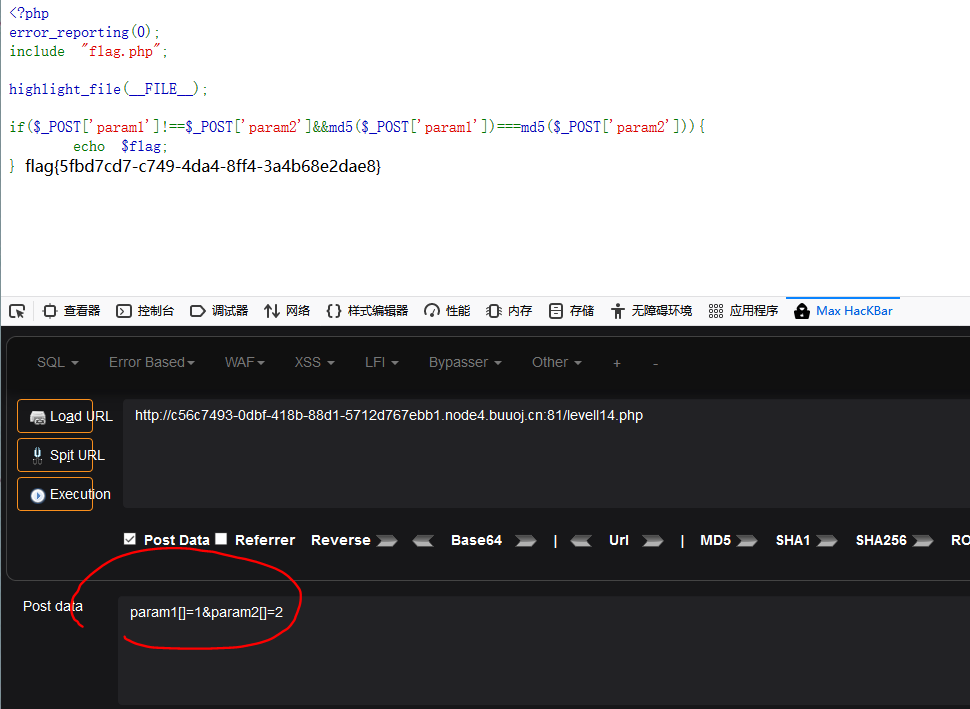 <?php
error_reporting(0);
include "flag.php";
highlight_file(__FILE__);
if($_POST['param1']!==$_POST['param2']&&md5($_POST['param1'])===md5($_POST['param2'])){
echo $flag;
} flag{5fbd7cd7-c749-4da4-8ff4-3a4b68e2dae8}
查看器 控制台 调试器 网络 {} 样式编辑器 性能 内存 存储 无障碍环境 应用程序 Max HacKBar
SQL Error Based WAF XSS LFI Bypasser Other + -
Load URL http://c56c7493-0dbf-418b-88d1-5712d767ebb1.node4.buuoj.cn:81/levell14.php
Spit URL
Execution
Post Data Referrer Reverse Base64 | Url | MD5 SHA1 SHA256 RO
Post data param1[]=1&param2[]=2